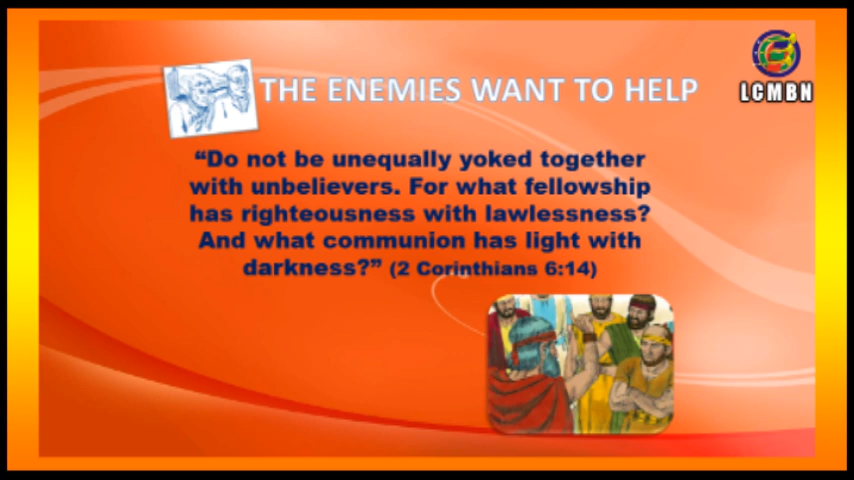 LCMBN
THE ENEMIES WANT TO HELP
“Do not be unequally yoked together
with unbelievers. For what fellowship
has righteousness with lawlessness?
And what communion has light with
darkness?” (2 Corinthians 6:14)